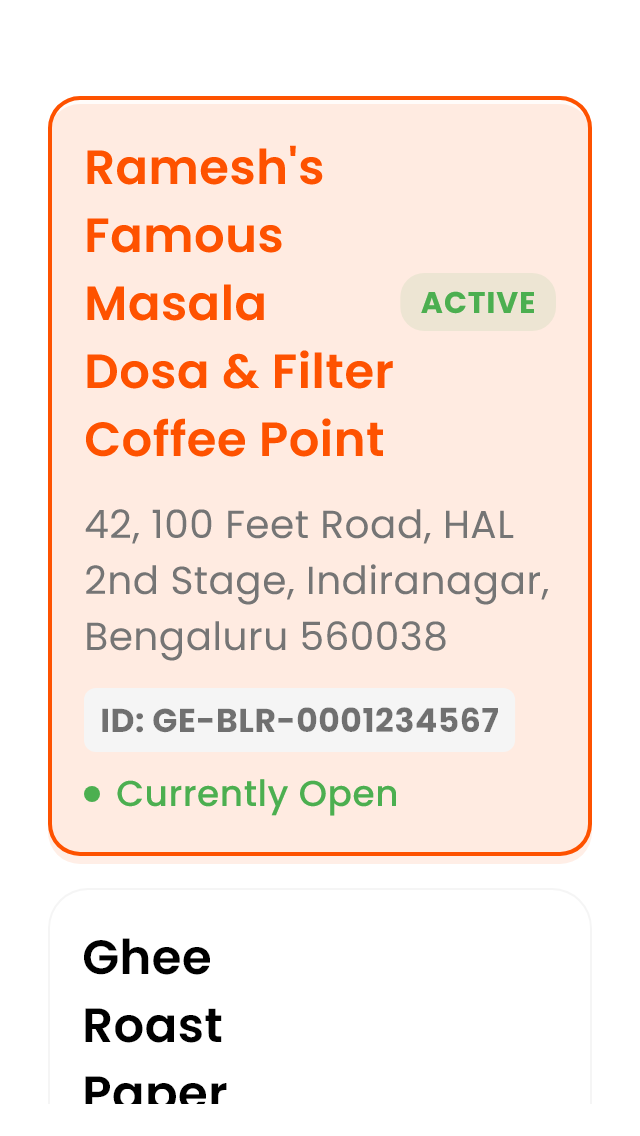 Ramesh's
Famous
Masala
Dosa & Filter
Coffee Point
ACTIVE
42, 100 Feet Road, HAL
2nd Stage, Indiranagar,
Bengaluru 560038
ID: GE-BLR-0001234567
Currently Open
Ghee
Roast
Paper